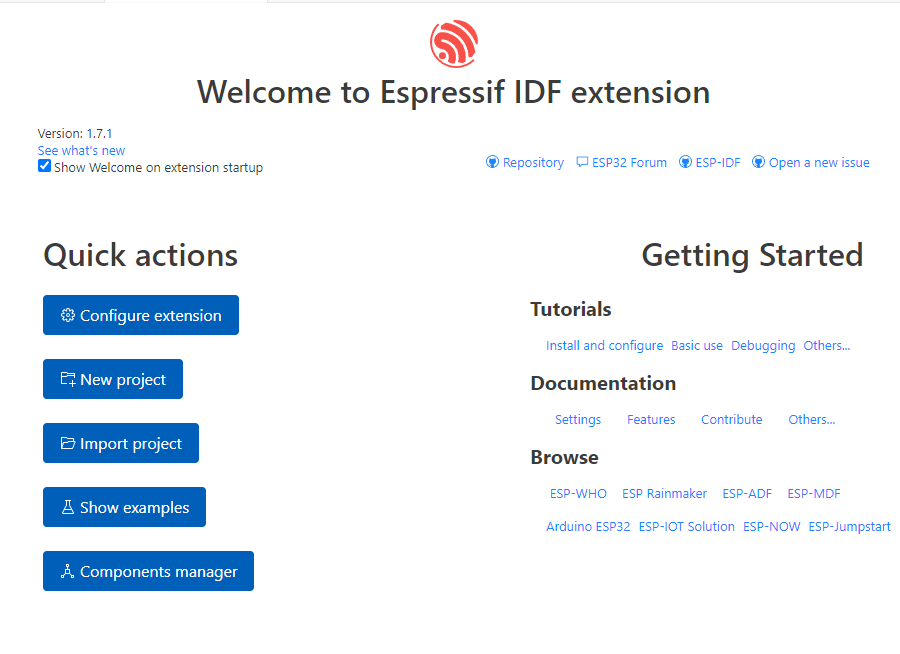 Welcome to Espressif IDF extension
Version: 1.7.1
See what's new
Show Welcome on extension startup
Repository ESP32 Forum ESP-IDF Open a new issue
Quick actions
Configure extension
New project
Import project
Show examples
Components manager
Getting Started
Tutorials
Install and configure Basic use Debugging Others...
Documentation
Settings Features Contribute Others...
Browse
ESP-WHO ESP Rainmaker ESP-ADF ESP-MDF
Arduino ESP32 ESP-IOT Solution ESP-NOW ESP-Jumpstart